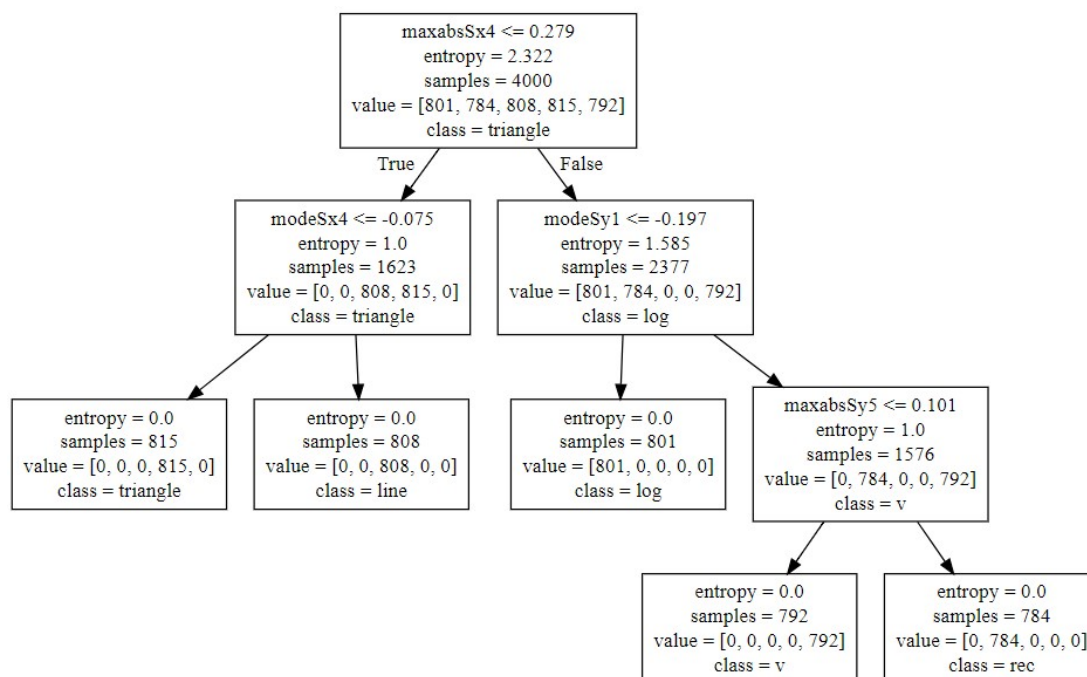 maxabsSx4 <= 0.279
entropy = 2.322
samples = 4000
value = [801, 784, 808, 815, 792]
class = triangle
True
False
modeSx4 <= -0.075
entropy = 1.0
samples = 1623
value = [0, 0, 808, 815, 0]
class = triangle
modeSy1 <= -0.197
entropy = 1.585
samples = 2377
value = [801, 784, 0, 0, 792]
class = log
entropy = 0.0
samples = 815
value = [0, 0, 0, 815, 0]
class = triangle
entropy = 0.0
samples = 808
value = [0, 0, 808, 0, 0]
class = line
entropy = 0.0
samples = 801
value = [801, 0, 0, 0, 0]
class = log
maxabsSy5 <= 0.101
entropy = 1.0
samples = 1576
value = [0, 784, 0, 0, 792]
class = v
entropy = 0.0
samples = 792
value = [0, 0, 0, 0, 792]
class = v
entropy = 0.0
samples = 784
value = [0, 784, 0, 0, 0]
class = rec